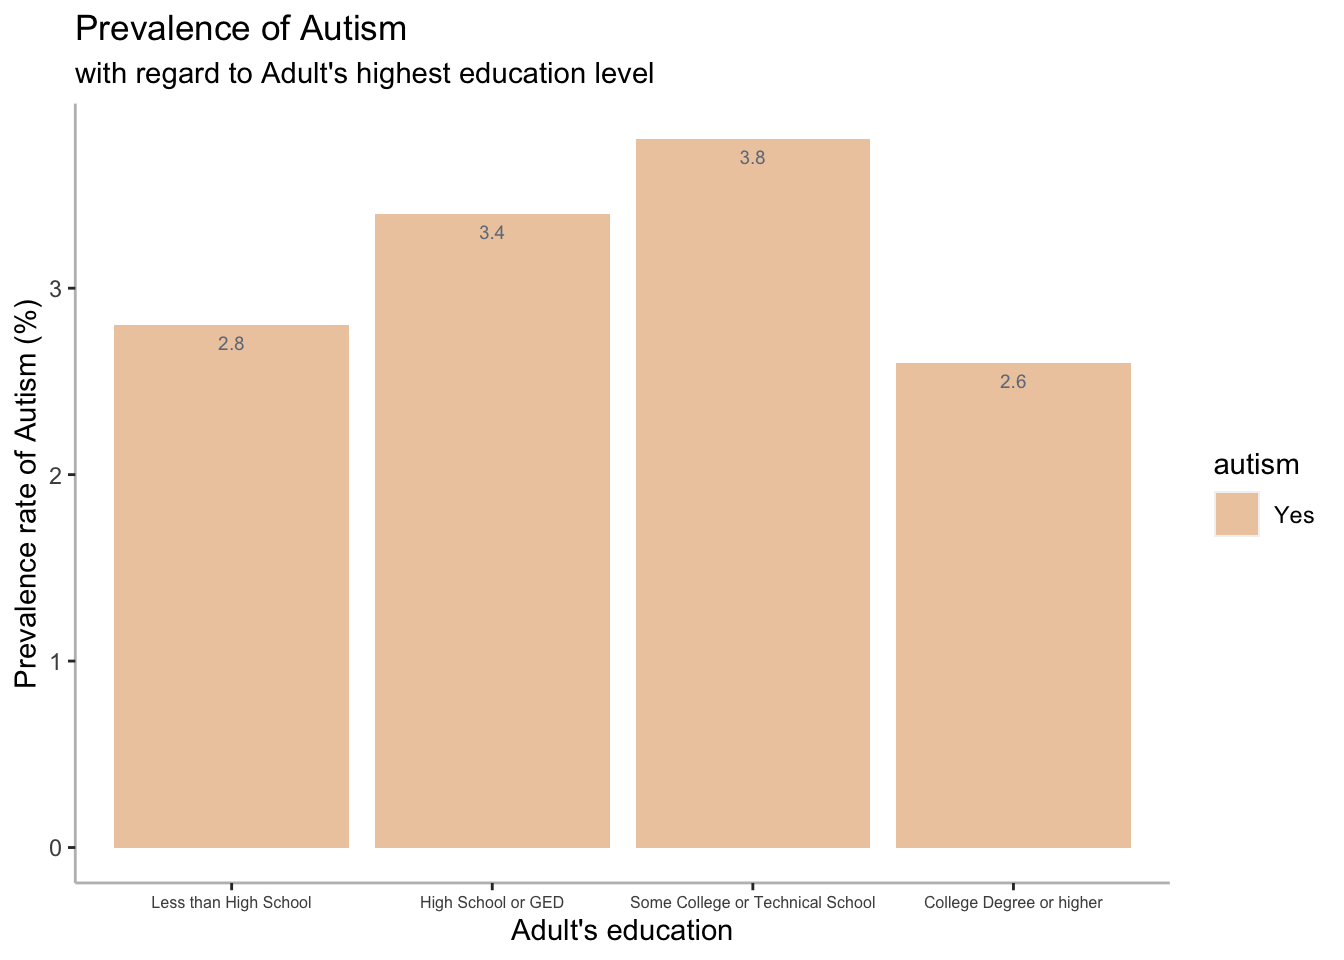 Prevalence of Autism
with regard to Adult's highest education level
Prevalence rate of Autism (%)
3
2
1
0
2.8
3.4
3.8
2.6
Less than High School
High School or GED
Some College or Technical School
College Degree or higher
Adult's education
autism
Yes